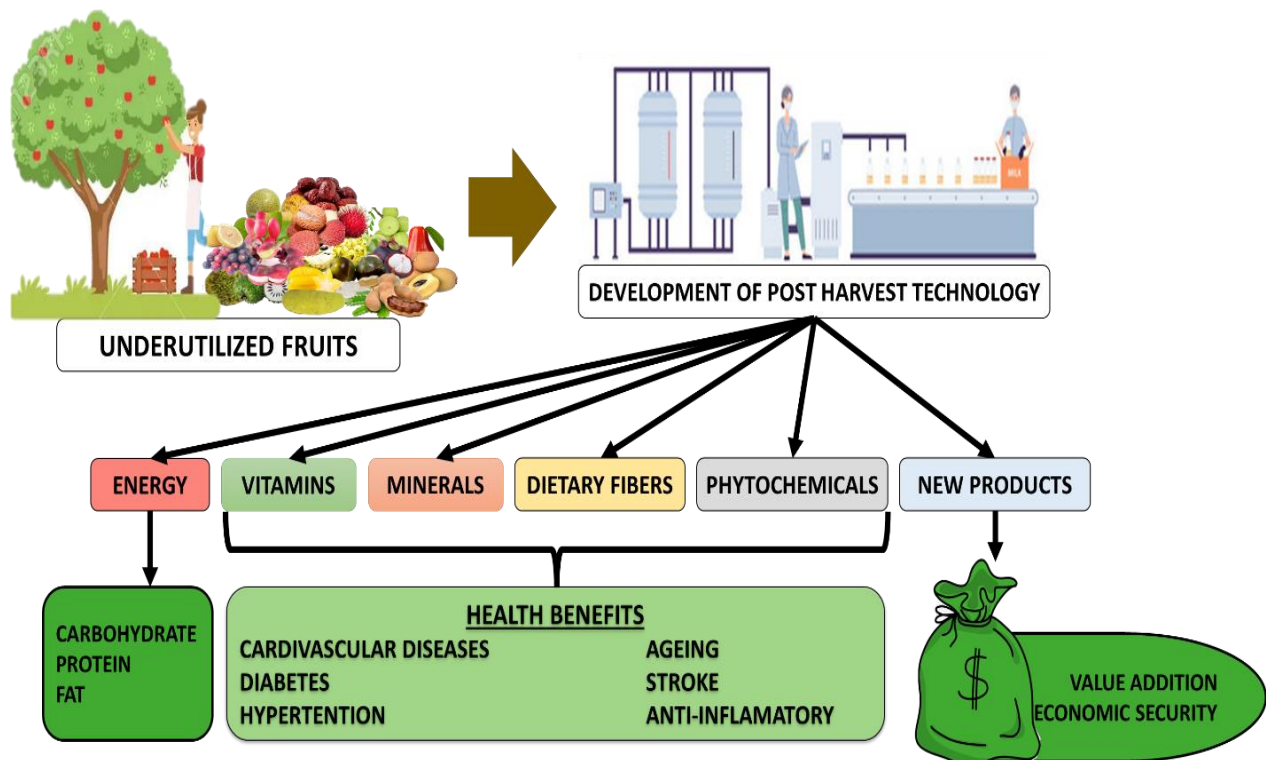 MILK
UNDERUTILIZED FRUITS
DEVELOPMENT OF POST HARVEST TECHNOLOGY
ENERGY
VITAMINS
MINERALS
DIETARY FIBERS
PHYTOCHEMICALS
NEW PRODUCTS
CARBOHYDRATE
PROTEIN
FAT
HEALTH BENEFITS
CARDIVASCULAR DISEASES
DIABETES
HYPERTENTION
AGEING
STROKE
ANTI-INFLAMATORY
$
VALUE ADDITION
ECONOMIC SECURITY